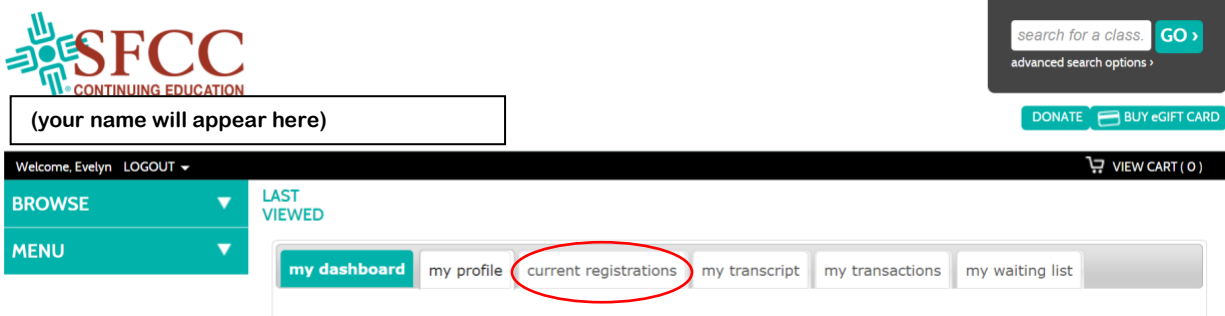 SFCC
CONTINUING EDUCATION
search for a class. GO ›
advanced search options ›
(your name will appear here)
DONATE BUY eGIFT CARD
Welcome, Evelyn LOGOUT
VIEW CART ( 0 )
BROWSE
MENU
LAST
VIEWED
my dashboard my profile current registrations my transcript my transactions my waiting list